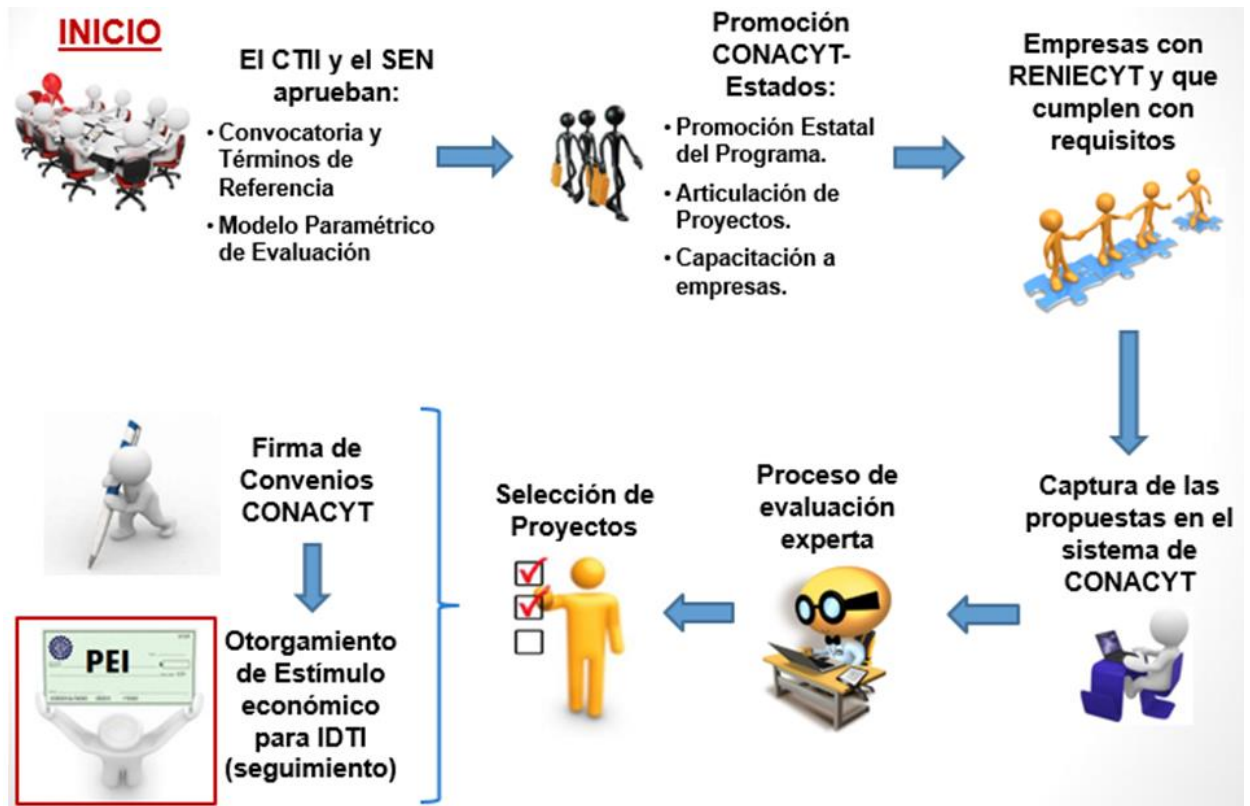 INICIO
El CTII y el SEN
aprueban:
• Convocatoria y
Términos de
Referencia
• Modelo Paramétrico
de Evaluación
Promoción
CONACYT-
Estados:
• Promoción Estatal
del Programa.
• Articulación de
Proyectos.
• Capacitación a
empresas.
Empresas con
RENIECYT y que
cumplen con
requisitos
Captura de las
propuestas en el
sistema de
CONACYT
Proceso de
evaluación
experta
Selección de
Proyectos
Firma de
Convenios
CONACYT
Otorgamiento
de Estímulo
económico
para IDTI
(seguimiento)
PEI